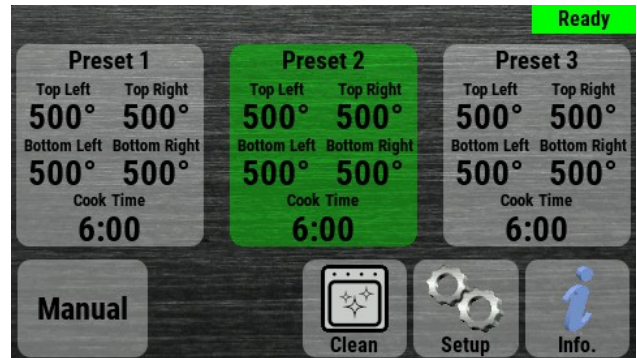 Ready
Preset 1
Top Left Top Right
500° 500°
Bottom Left Bottom Right
500° 500°
Cook Time
6:00
Preset 2
Top Left Top Right
500° 500°
Bottom Left Bottom Right
500° 500°
Cook Time
6:00
Preset 3
Top Left Top Right
500° 500°
Bottom Left Bottom Right
500° 500°
Cook Time
6:00
Manual
Clean
Setup
Info.